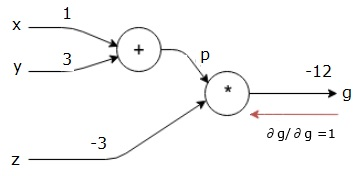 x 1
+ p
y 3
* -12 g
∂g/∂g =1
z -3